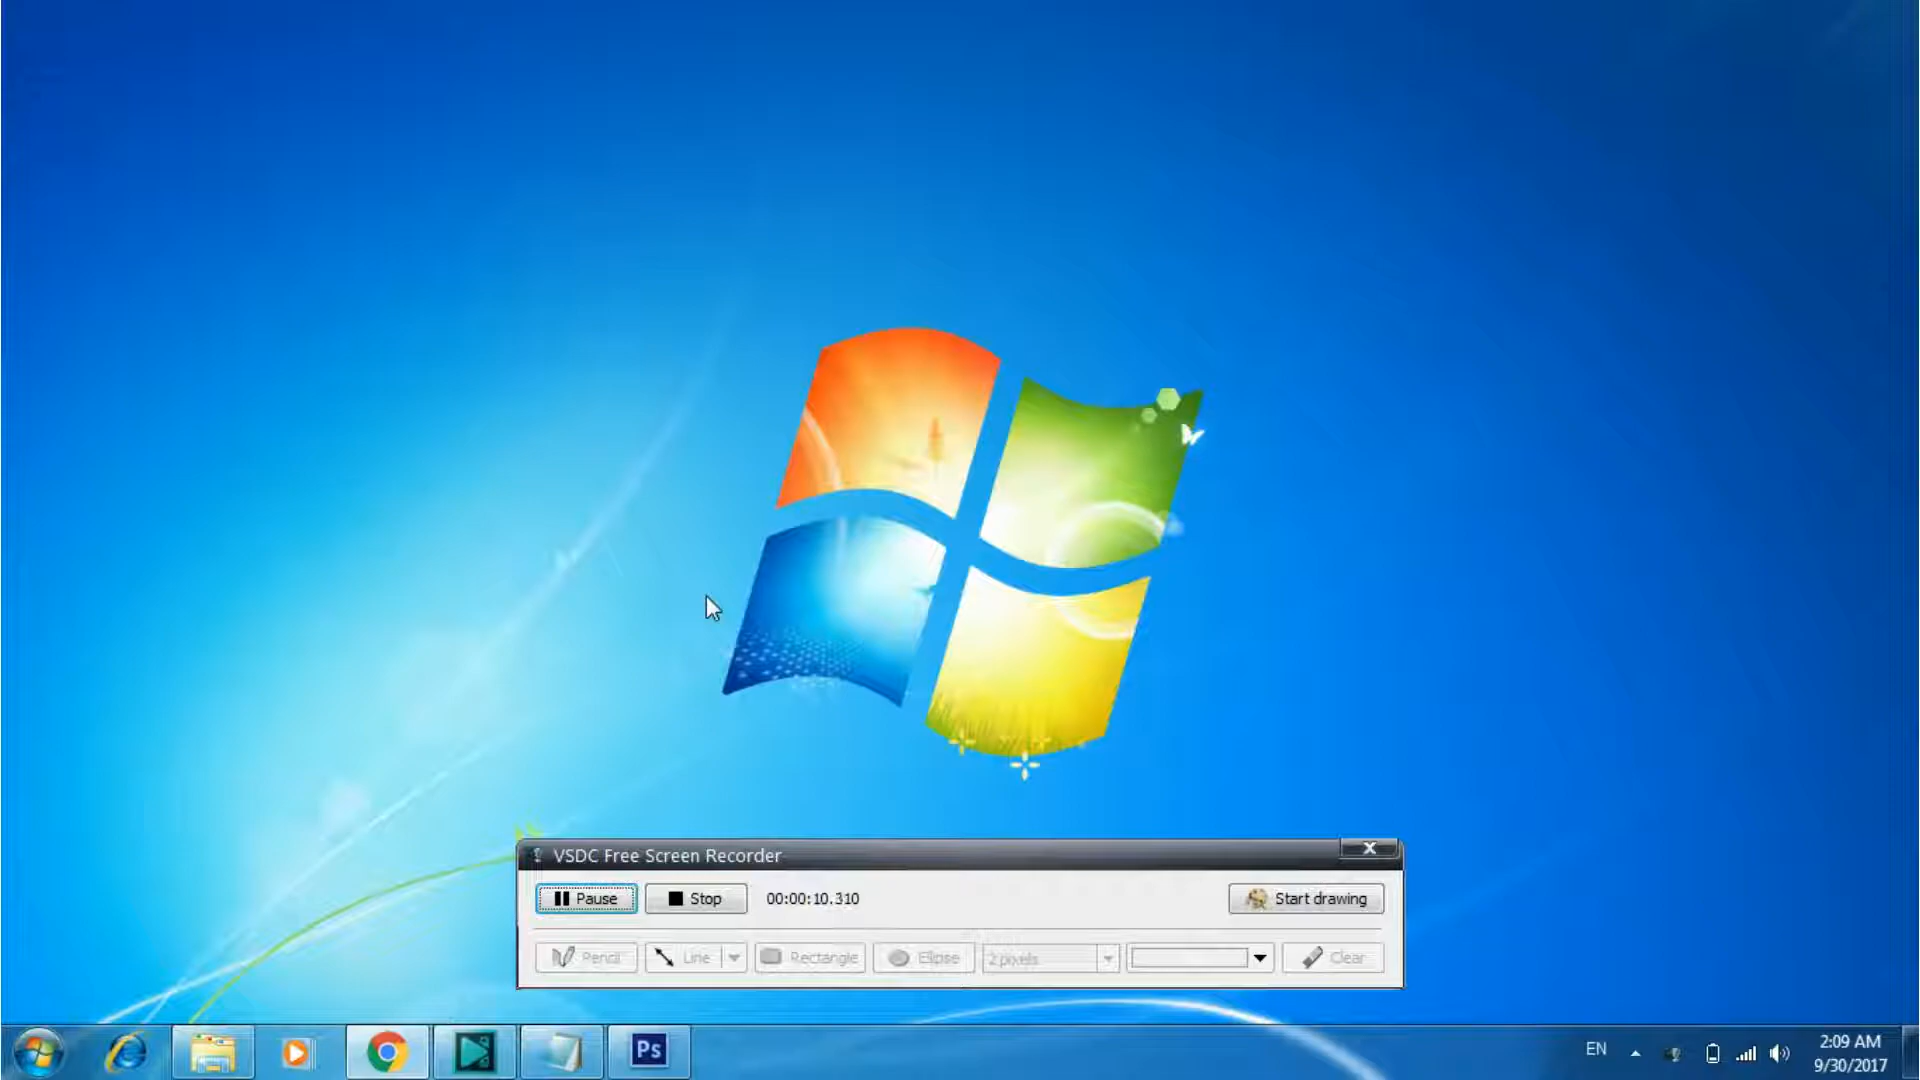 VSDC Free Screen Recorder
X
Pause Stop 00:00:10.310 Start drawing
Pencil Line Rectangle Ellipse 2 pixels Clear
Ps
EN
2:09 AM
9/30/2017